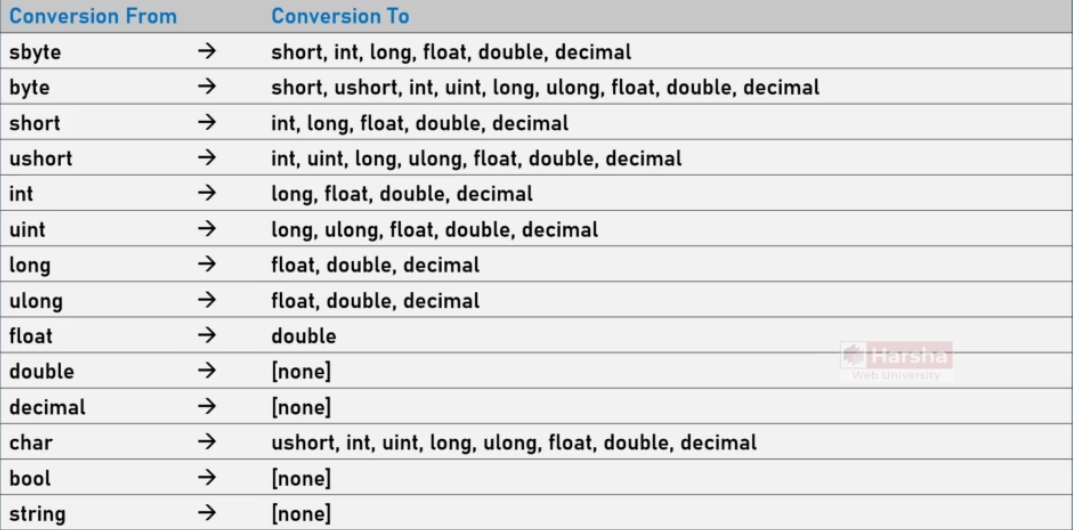 Conversion From Conversion To
sbyte → short, int, long, float, double, decimal
byte → short, ushort, int, uint, long, ulong, float, double, decimal
short → int, long, float, double, decimal
ushort → int, uint, long, ulong, float, double, decimal
int → long, float, double, decimal
uint → long, ulong, float, double, decimal
long → float, double, decimal
ulong → float, double, decimal
float → double
Harsha
double → [none]
Web University
decimal → [none]
char → ushort, int, uint, long, ulong, float, double, decimal
bool → [none]
string → [none]